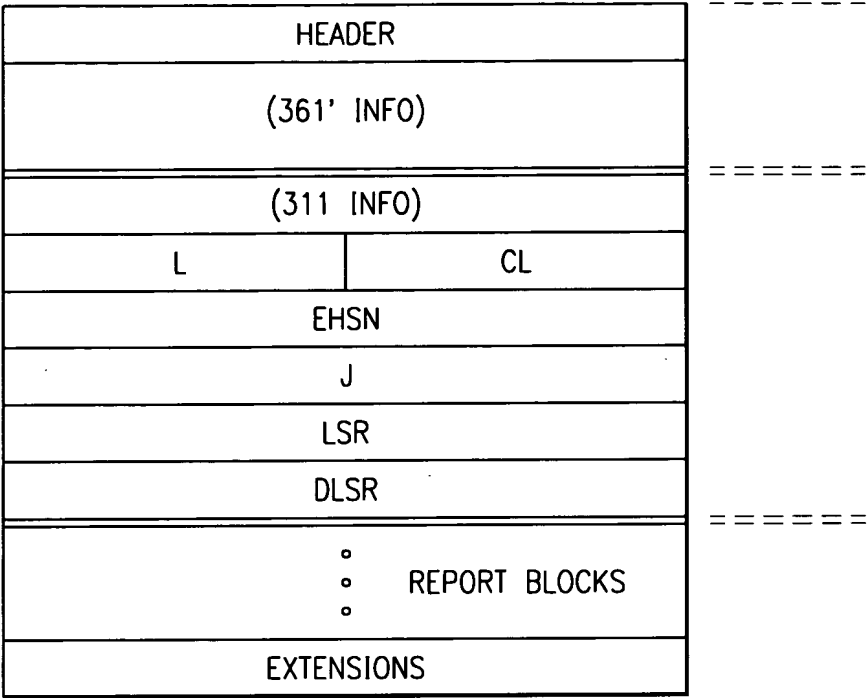 HEADER
(361' INFO)
(311 INFO)
L CL
EHSN
J
LSR
DLSR
REPORT BLOCKS
EXTENSIONS